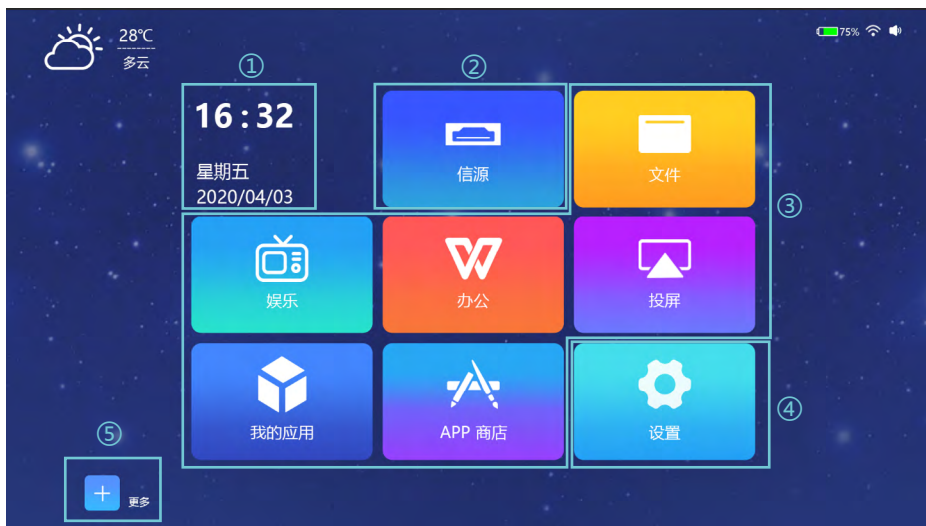 28℃
多云
75%
①
②
16 : 32
星期五
2020/04/03
信源
文件
③
娱乐
办公
投屏
我的应用
APP 商店
设置
④
⑤
更多